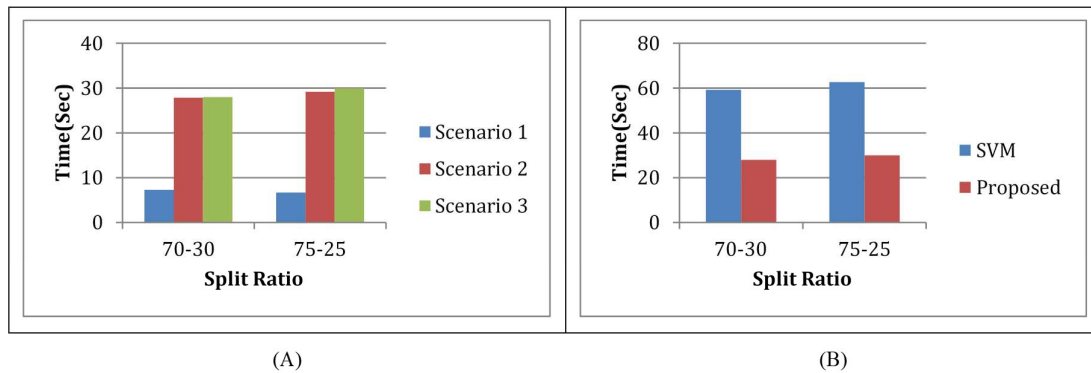 40
30
20
10
0
Time(Sec)
70-30
75-25
Split Ratio
Scenario 1
Scenario 2
Scenario 3
(A)
80
60
40
20
0
Time(Sec)
70-30
75-25
Split Ratio
SVM
Proposed
(B)